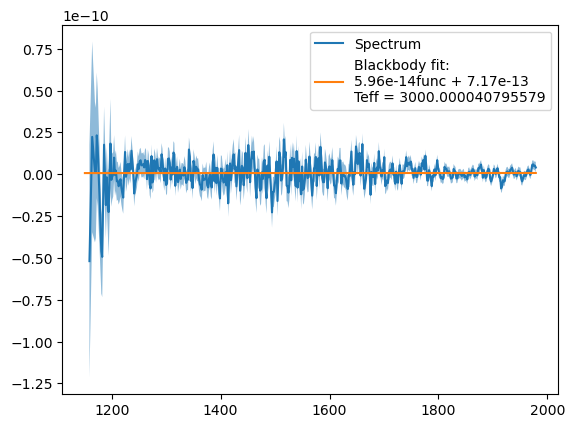 1e−10
Spectrum
Blackbody fit:
5.96e-14func + 7.17e-13
Teff = 3000.000040795579
0.75
0.50
0.25
0.00
−0.25
−0.50
−0.75
−1.00
−1.25
1200
1400
1600
1800
2000